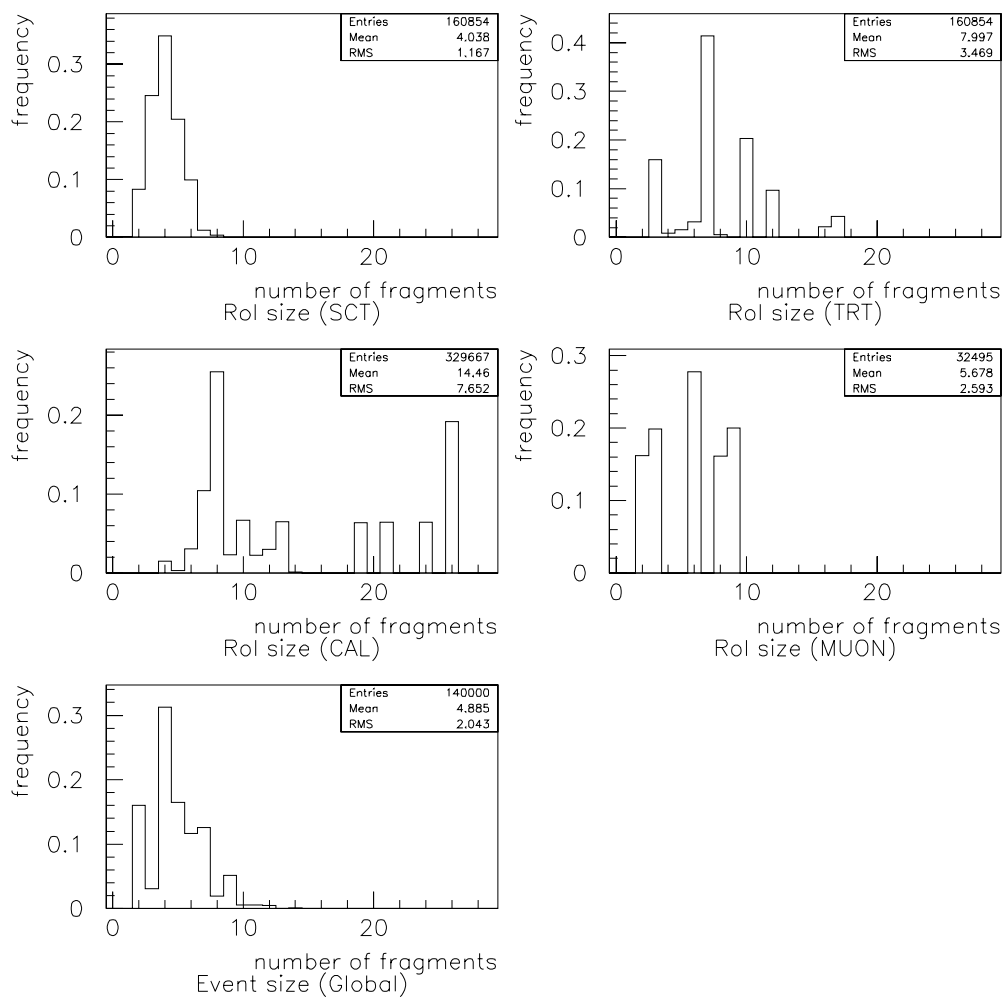 frequency
Entries 160854
Mean 4.038
RMS 1.167
0.3
0.2
0.1
0
0 10 20
number of fragments
RoI size (SCT)
frequency
Entries 160854
Mean 7.997
RMS 3.469
0.4
0.3
0.2
0.1
0
0 10 20
number of fragments
RoI size (TRT)
frequency
Entries 329667
Mean 14.46
RMS 7.652
0.2
0.1
0
0 10 20
number of fragments
RoI size (CAL)
frequency
Entries 32495
Mean 5.678
RMS 2.593
0.3
0.2
0.1
0
0 10 20
number of fragments
RoI size (MUON)
frequency
Entries 140000
Mean 4.885
RMS 2.043
0.3
0.2
0.1
0
0 10 20
number of fragments
Event size (Global)